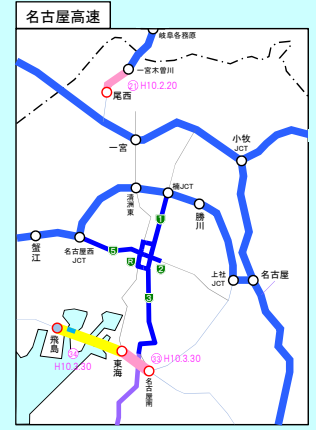 名古屋高速
岐阜各務原
一宮木曽川
㉑ H10.2.20
尾西
一宮
小牧
JCT
清洲東
楠JCT
勝川
1
蟹江
名古屋西
JCT
5
R
2
上社
JCT
名古屋
3
飛島
㉞
H10.3.30
東海
㉝ H10.3.30
名古屋南